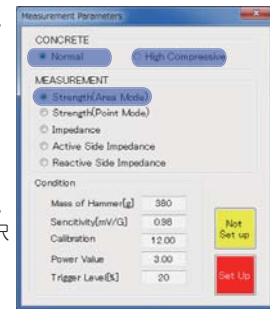 Measurement Parameters
CONCRETE
Normal
High Compressive
MEASUREMENT
Strength(Area Mode)
Strength(Point Mode)
Impedance
Active Side Impedance
Reactive Side Impedance
Condition
Mass of Hammer[g] 380
Sencitivity[mV/G] 0.98
Calibration 12.00
Power Value 3.00
Trigger Level[%] 20
Not
Set up
Set Up
択